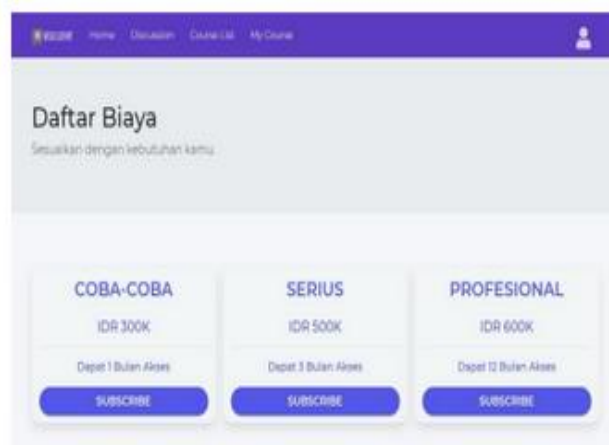 Home Discussion Course List My Course
Daftar Biaya
Sesuaikan dengan kebutuhan kamu
COBA-COBA SERIUS PROFESIONAL
IDR 300K IDR 500K IDR 600K
Dapat 1 Bulan Akses Dapat 3 Bulan Akses Dapat 12 Bulan Akses
SUBSCRIBE SUBSCRIBE SUBSCRIBE